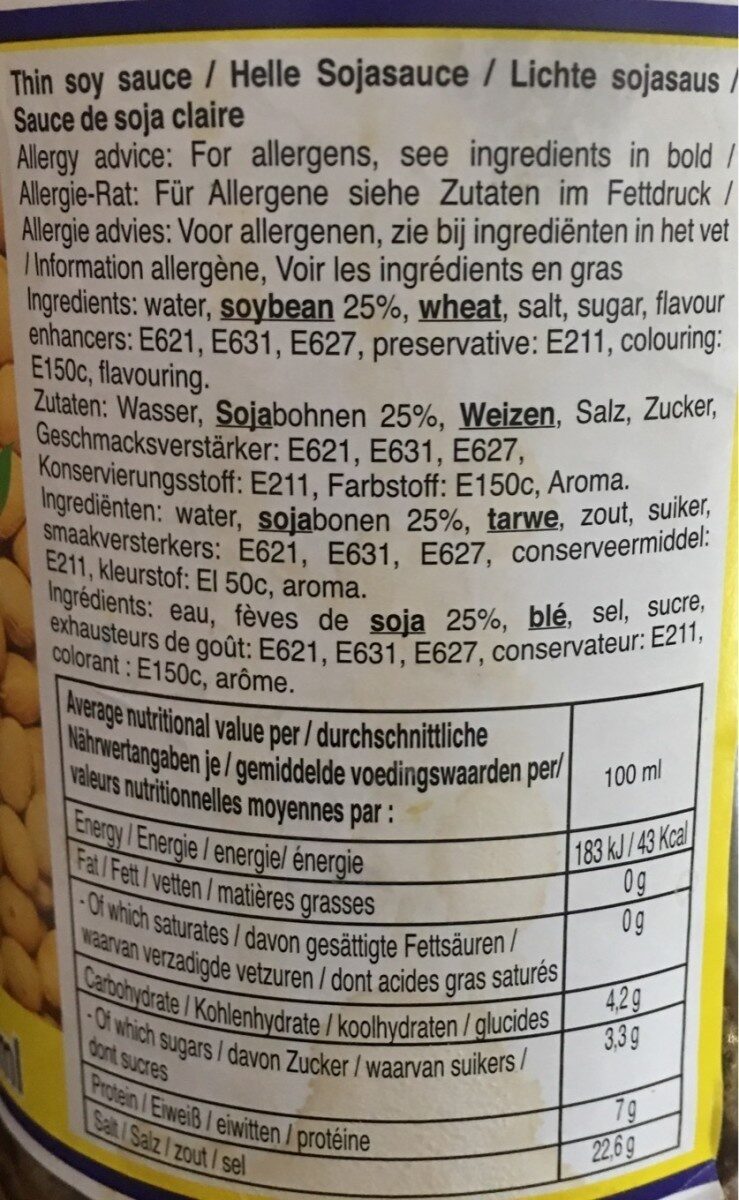 Thin soy sauce / Helle Sojasauce / Lichte sojasaus /
Sauce de soja claire
Allergy advice: For allergens, see ingredients in bold /
Allergie-Rat: Für Allergene siehe Zutaten im Fettdruck /
Allergie advies: Voor allergenen, zie bij ingrediënten in het vet
/ Information allergène, Voir les ingrédients en gras
Ingredients: water, soybean 25%, wheat, salt, sugar, flavour
enhancers: E621, E631, E627, preservative: E211, colouring:
E150c, flavouring.
Zutaten: Wasser, Sojabohnen 25%, Weizen, Salz, Zucker,
Geschmacksverstärker: E621, E631, E627,
Konservierungsstoff: E211, Farbstoff: E150c, Aroma.
Ingrediënten: water, sojabonen 25%, tarwe, zout, suiker,
smaakversterkers: E621, E631, E627, conserveermiddel:
E211, kleurstof: El 50c, aroma.
Ingrédients: eau, fèves de soja 25%, blé, sel, sucre,
exhausteurs de goût: E621, E631, E627, conservateur: E211,
colorant : E150c, arôme.
Average nutritional value per / durchschnittliche
Nährwertangaben je / gemiddelde voedingswaarden per/
valeurs nutritionnelles moyennes par :
100 ml
Energy / Energie / energie/ énergie 183 kJ / 43 Kcal
Fat / Fett / vetten / matières grasses 0 g
- Of which saturates / davon gesättigte Fettsäuren /
waarvan verzadigde vetzuren / dont acides gras saturés 0 g
Carbohydrate / Kohlenhydrate / koolhydraten / glucides 4,2 g
- Of which sugars / davon Zucker / waarvan suikers /
dont sucres 3,3 g
Protein / Eiweiß / eiwitten / protéine 7 g
Salt / Salz / zout / sel 22,6 g